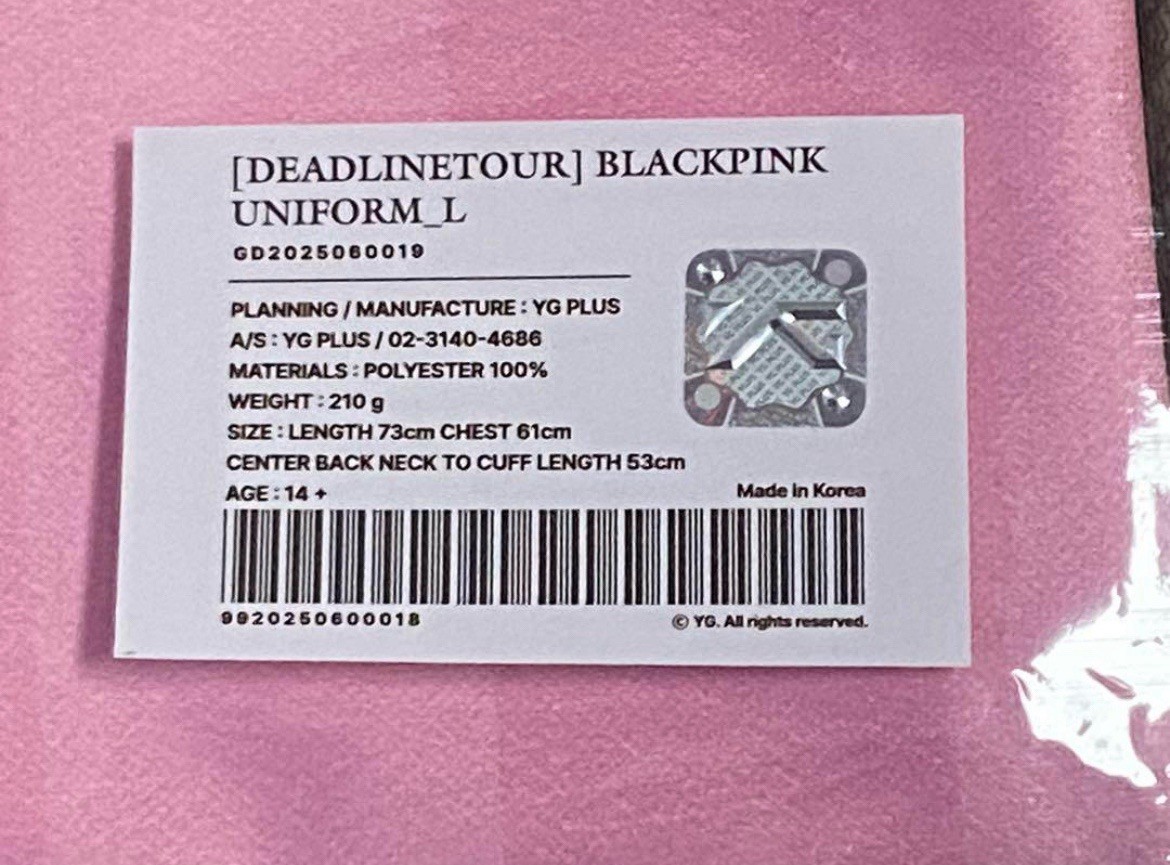 [DEADLINETOUR] BLACKPINK
UNIFORM_L
GD2025060019
PLANNING / MANUFACTURE : YG PLUS
A/S : YG PLUS / 02-3140-4686
MATERIALS : POLYESTER 100%
WEIGHT : 210 g
SIZE : LENGTH 73cm CHEST 61cm
CENTER BACK NECK TO CUFF LENGTH 53cm
AGE : 14 +
Made in Korea
9920250600018
© YG. All rights reserved.